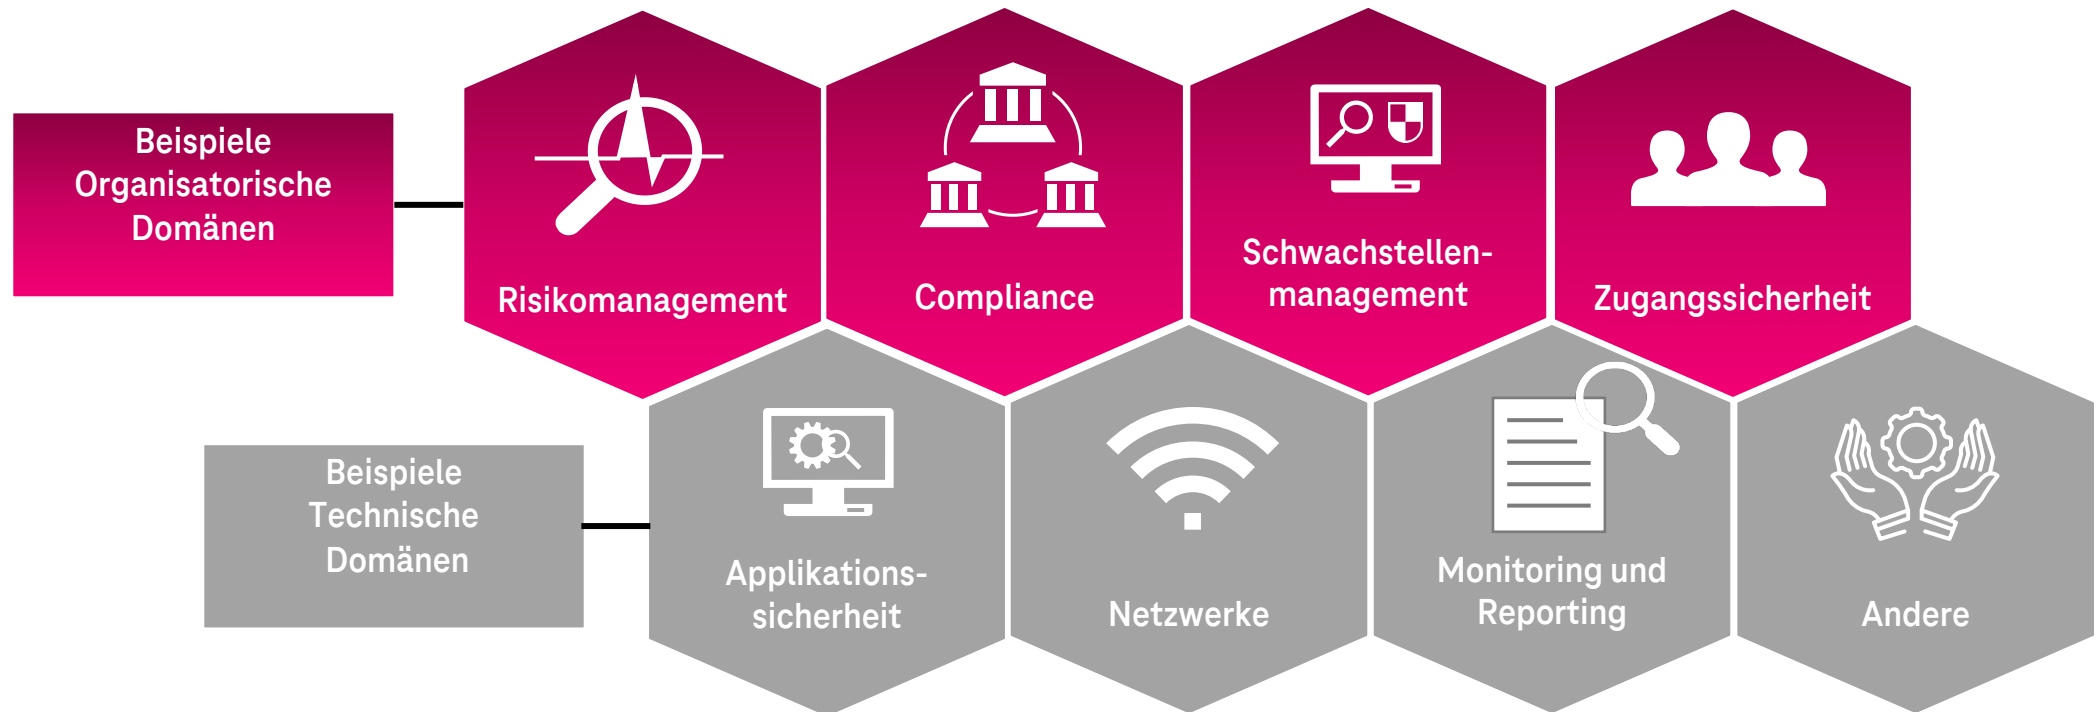 Beispiele
Organisatorische
Domänen
Risikomanagement
Compliance
Schwachstellen-
management
Zugangssicherheit
Beispiele
Technische
Domänen
Applikations-
sicherheit
Netzwerke
Monitoring und
Reporting
Andere